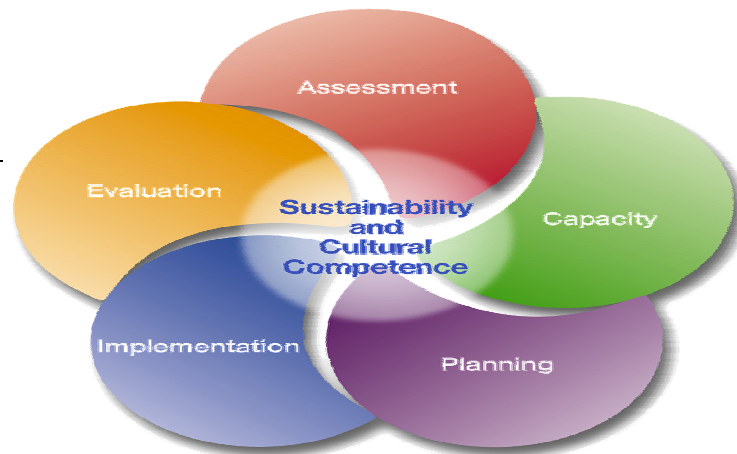 Assessment
Capacity
Planning
Implementation
Evaluation
Sustainability
and
Cultural
Competence